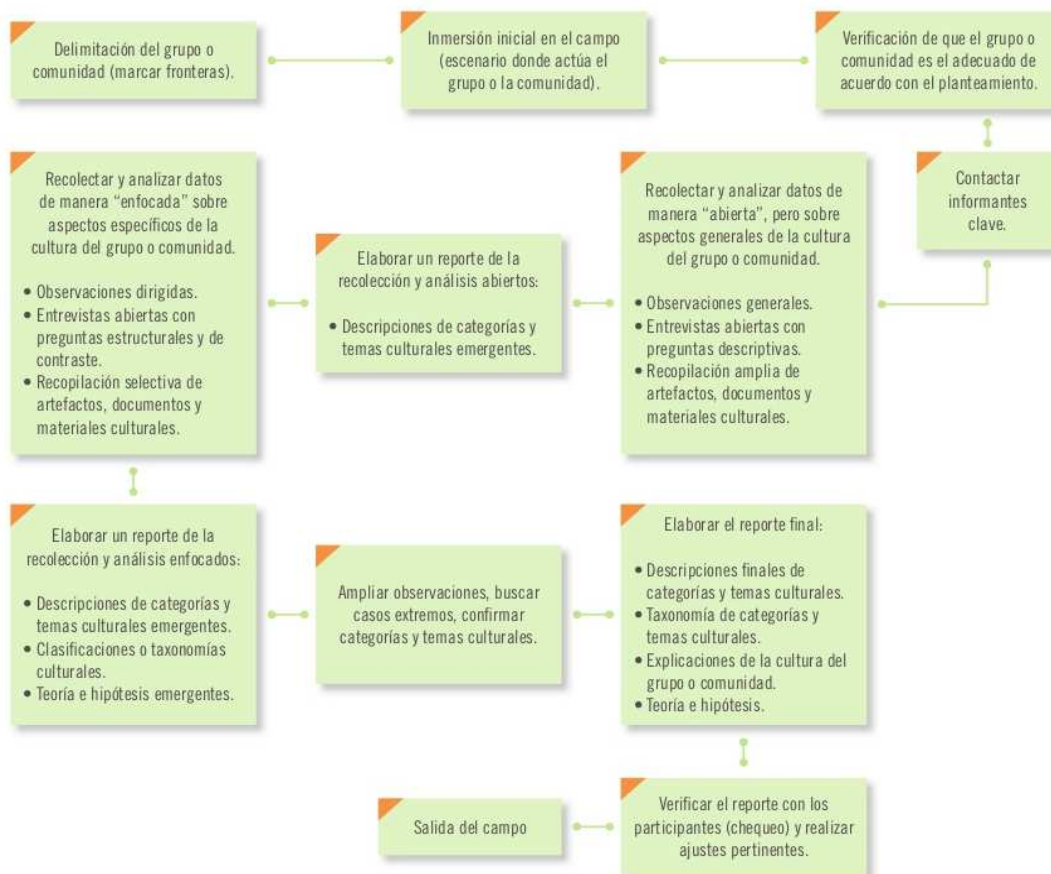 Delimitación del grupo o
comunidad (marcar fronteras).
Inmersión inicial en el campo
(escenario donde actúa el
grupo o la comunidad).
Verificación de que el grupo o
comunidad es el adecuado de
acuerdo con el planteamiento.
Contactar
informantes
clave.
Recolectar y analizar datos de
manera “abierta”, pero sobre
aspectos generales de la cultura
del grupo o comunidad.
• Observaciones generales.
• Entrevistas abiertas con
preguntas descriptivas.
• Recopilación amplia de
artefactos, documentos y
materiales culturales.
Elaborar un reporte de la
recolección y análisis abiertos:
• Descripciones de categorías y
temas culturales emergentes.
Recolectar y analizar datos
de manera “enfocada” sobre
aspectos específicos de la
cultura del grupo o comunidad.
• Observaciones dirigidas.
• Entrevistas abiertas con
preguntas estructurales y de
contraste.
• Recopilación selectiva de
artefactos, documentos y
materiales culturales.
Elaborar un reporte de la
recolección y análisis enfocados:
• Descripciones de categorías y
temas culturales emergentes.
• Clasificaciones o taxonomías
culturales.
• Teoría e hipótesis emergentes.
Ampliar observaciones, buscar
casos extremos, confirmar
categorías y temas culturales.
Elaborar el reporte final:
• Descripciones finales de
categorías y temas culturales.
• Taxonomía de categorías y
temas culturales.
• Explicaciones de la cultura del
grupo o comunidad.
• Teoría e hipótesis.
Verificar el reporte con los
participantes (chequeo) y realizar
ajustes pertinentes.
Salida del campo